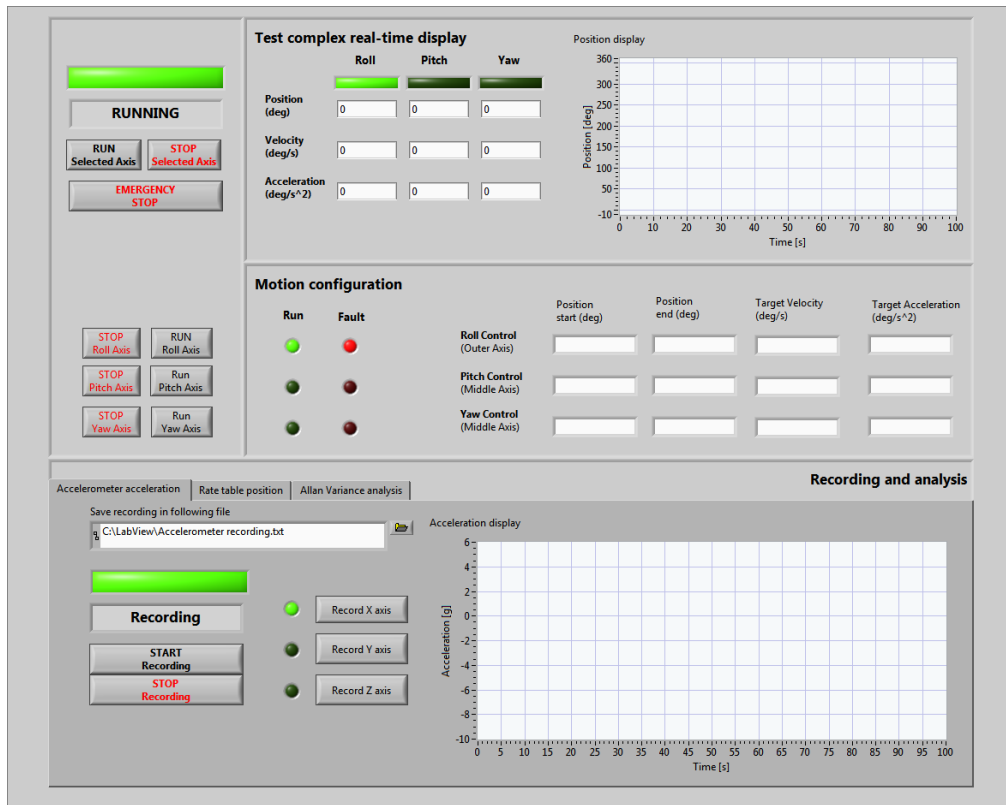 RUNNING
RUN
Selected Axis
STOP
Selected Axis
EMERGENCY
STOP
STOP
Roll Axis
RUN
Roll Axis
STOP
Pitch Axis
Run
Pitch Axis
STOP
Yaw Axis
Run
Yaw Axis
Test complex real-time display
Roll Pitch Yaw
Position
(deg)
0 0 0
Velocity
(deg/s)
0 0 0
Acceleration
(deg/s^2)
0 0 0
Position display
Position [deg]
360
300
250
200
150
100
50
-10
0 10 20 30 40 50 60 70 80 90 100
Time [s]
Motion configuration
Run Fault
Position
start (deg)
Position
end (deg)
Target Velocity
(deg/s)
Target Acceleration
(deg/s^2)
Roll Control
(Outer Axis)
Pitch Control
(Middle Axis)
Yaw Control
(Middle Axis)
Recording and analysis
Accelerometer acceleration Rate table position Allan Variance analysis
Save recording in following file
C:\LabView\Accelerometer recording.txt
Recording
START
Recording
STOP
Recording
Record X axis
Record Y axis
Record Z axis
Acceleration display
Acceleration [g]
6
4
2
0
-2
-4
-6
-8
-10
0 5 10 15 20 25 30 35 40 45 50 55 60 65 70 75 80 85 90 95 100
Time [s]